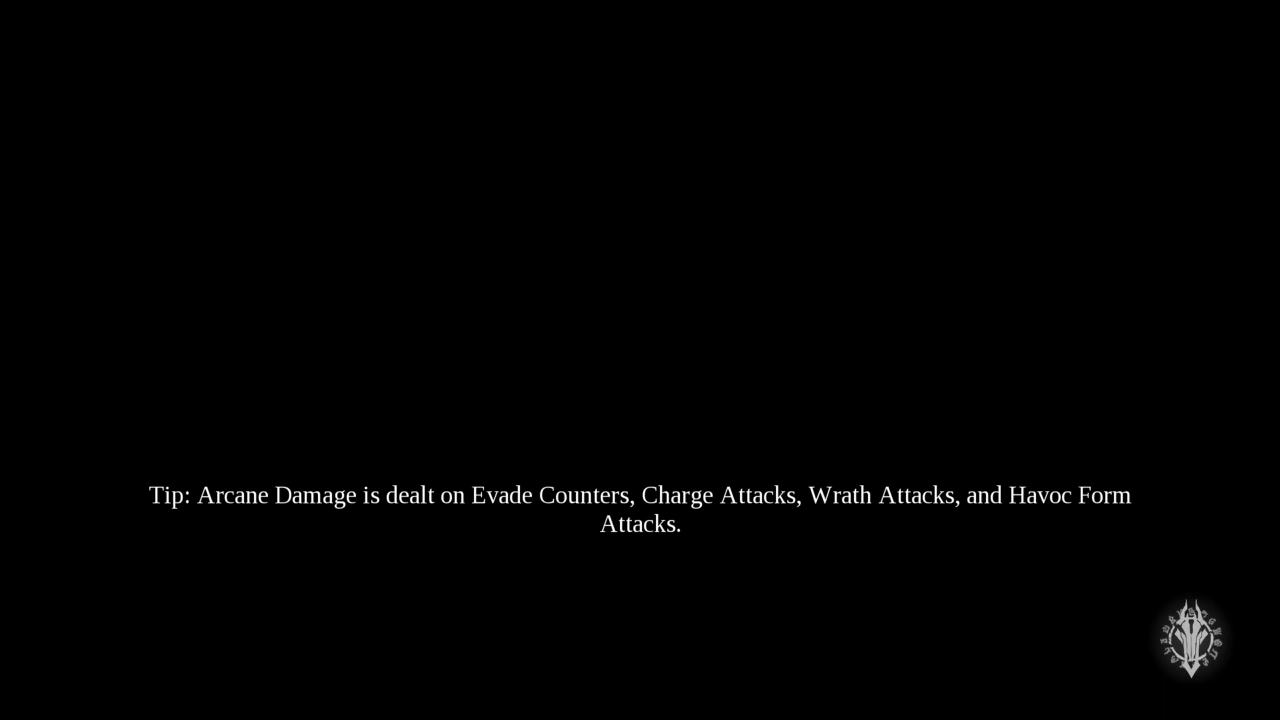 Tip: Arcane Damage is dealt on Evade Counters, Charge Attacks, Wrath Attacks, and Havoc Form
Attacks.